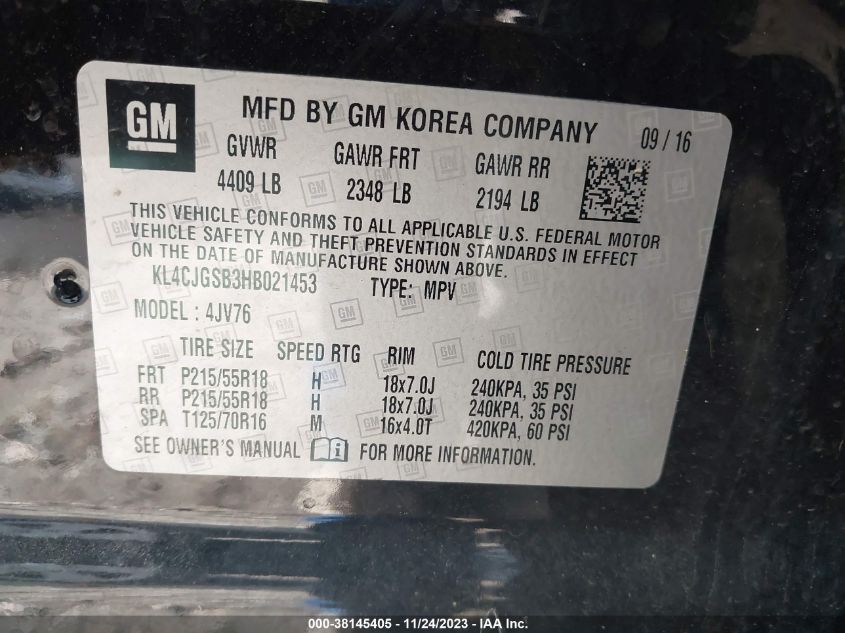 GM
MFD BY GM KOREA COMPANY 09 / 16
GVWR GAWR FRT GAWR RR
4409 LB 2348 LB 2194 LB
THIS VEHICLE CONFORMS TO ALL APPLICABLE U.S. FEDERAL MOTOR
VEHICLE SAFETY AND THEFT PREVENTION STANDARDS IN EFFECT
ON THE DATE OF MANUFACTURE SHOWN ABOVE.
KL4CJGSB3HB021453 TYPE: MPV
MODEL : 4JV76
TIRE SIZE SPEED RTG RIM COLD TIRE PRESSURE
FRT P215/55R18 H 18x7.0J 240KPA, 35 PSI
RR P215/55R18 H 18x7.0J 240KPA, 35 PSI
SPA T125/70R16 M 16x4.0T 420KPA, 60 PSI
SEE OWNER'S MANUAL i FOR MORE INFORMATION.
000-38145405 - 11/24/2023 - IAA Inc.